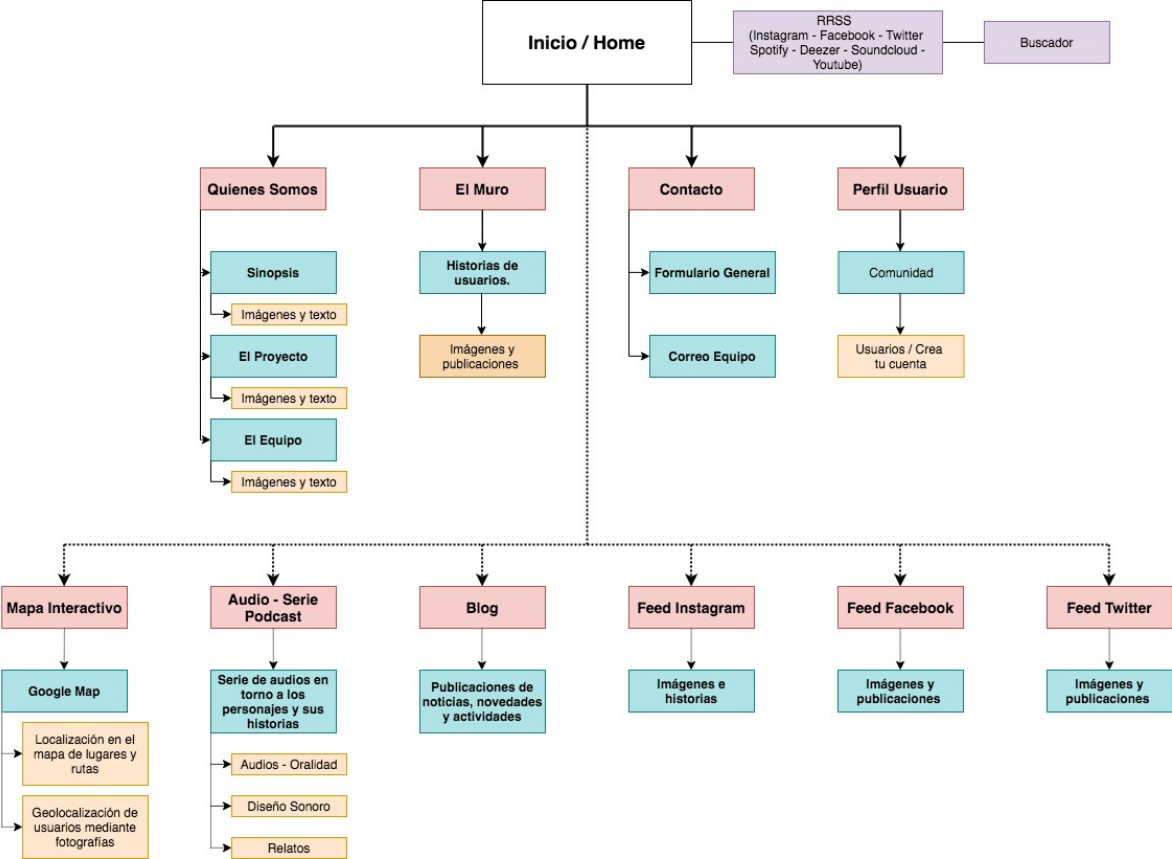 Inicio / Home
RRSS
(Instagram - Facebook - Twitter
Spotify - Deezer - Soundcloud -
Youtube)
Buscador
Quienes Somos
El Muro
Contacto
Perfil Usuario
Sinopsis
Imágenes y texto
El Proyecto
Imágenes y texto
El Equipo
Imágenes y texto
Historias de
usuarios.
Imágenes y
publicaciones
Formulario General
Correo Equipo
Comunidad
Usuarios / Crea
tu cuenta
Mapa Interactivo
Audio - Serie
Podcast
Blog
Feed Instagram
Feed Facebook
Feed Twitter
Google Map
Localización en el
mapa de lugares y
rutas
Geolocalización de
usuarios mediante
fotografías
Serie de audios en
torno a los
personajes y sus
historias
Audios - Oralidad
Diseño Sonoro
Relatos
Publicaciones de
noticias, novedades
y actividades
Imágenes e
historias
Imágenes y
publicaciones
Imágenes y
publicaciones